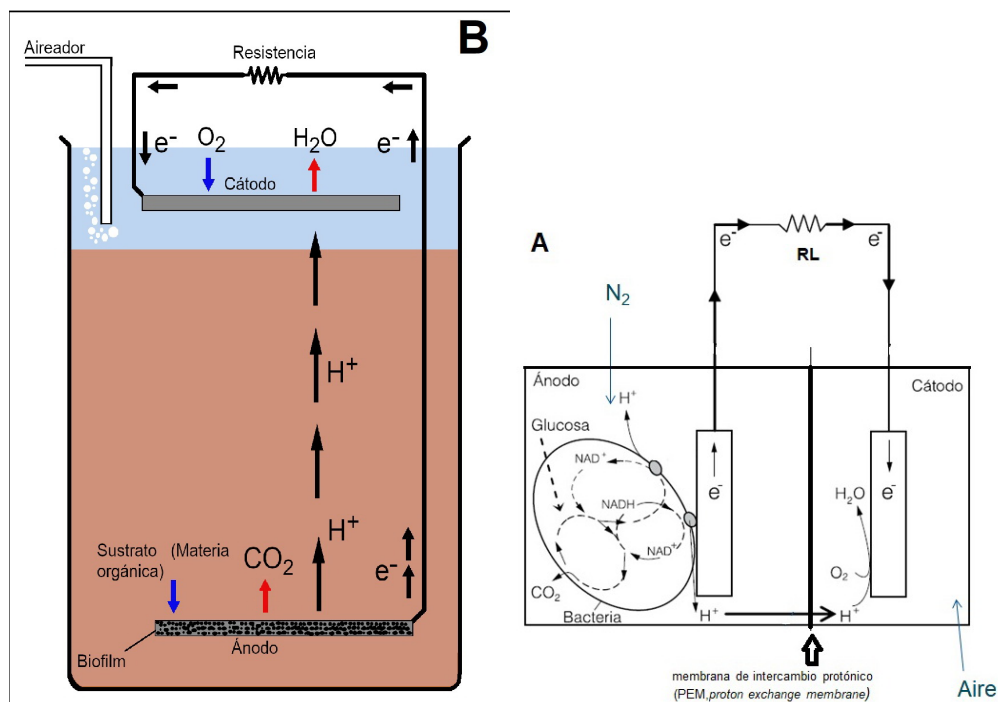 B
Aireador
Resistencia
e-
O2
H2O
e-
Cátodo
H+
H+
Sustrato (Materia
orgánica)
CO2
e-
Biofilm
Ánodo
A
e-
RL
e-
N2
Ánodo
Cátodo
H+
Glucosa
NAD+
NADH
NAD+
CO2
Bacteria
e-
H+
H2O
O2
H+
e-
membrana de intercambio protónico
(PEM,proton exchange membrane)
Aire